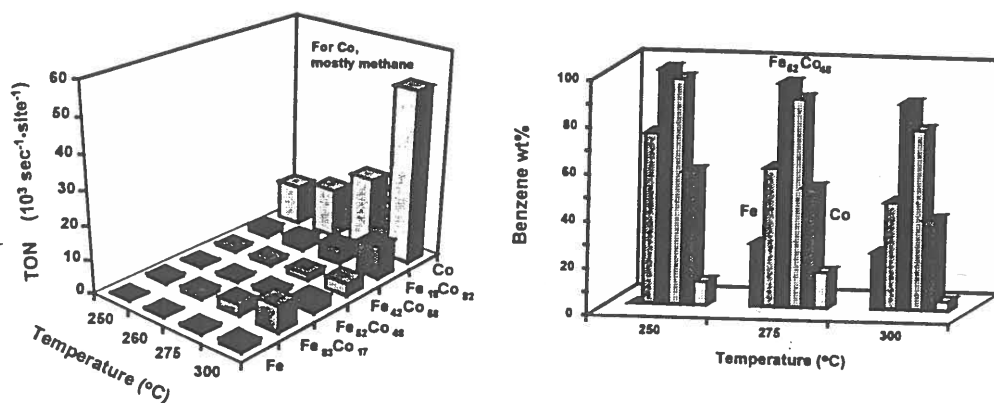 For Co,
mostly methane
TON (10³ sec⁻¹·site⁻¹)
60
50
40
30
20
10
0
250
260
275
300
Temperature (°C)
Fe
Fe₈₃Co₁₇
Fe₅₂Co₄₈
Fe₄₂Co₅₈
Fe₁₈Co₈₂
Co
Benzene wt%
100
80
60
40
20
0
Fe₅₂Co₄₈
Fe
Co
250
275
300
Temperature (°C)